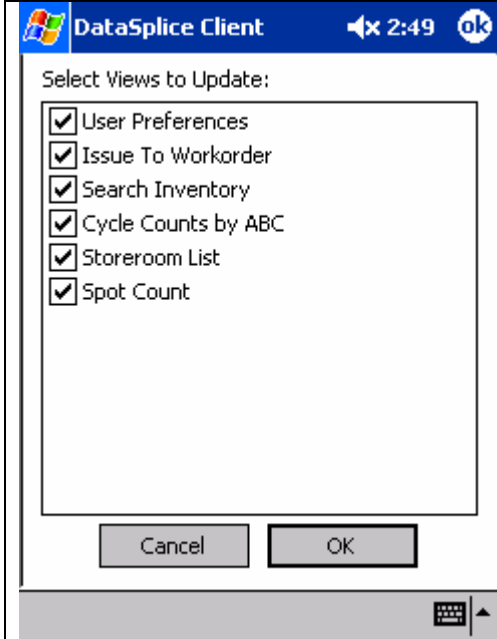 DataSplice Client 2:49 ok
Select Views to Update:
User Preferences
Issue To Workorder
Search Inventory
Cycle Counts by ABC
Storeroom List
Spot Count
Cancel OK